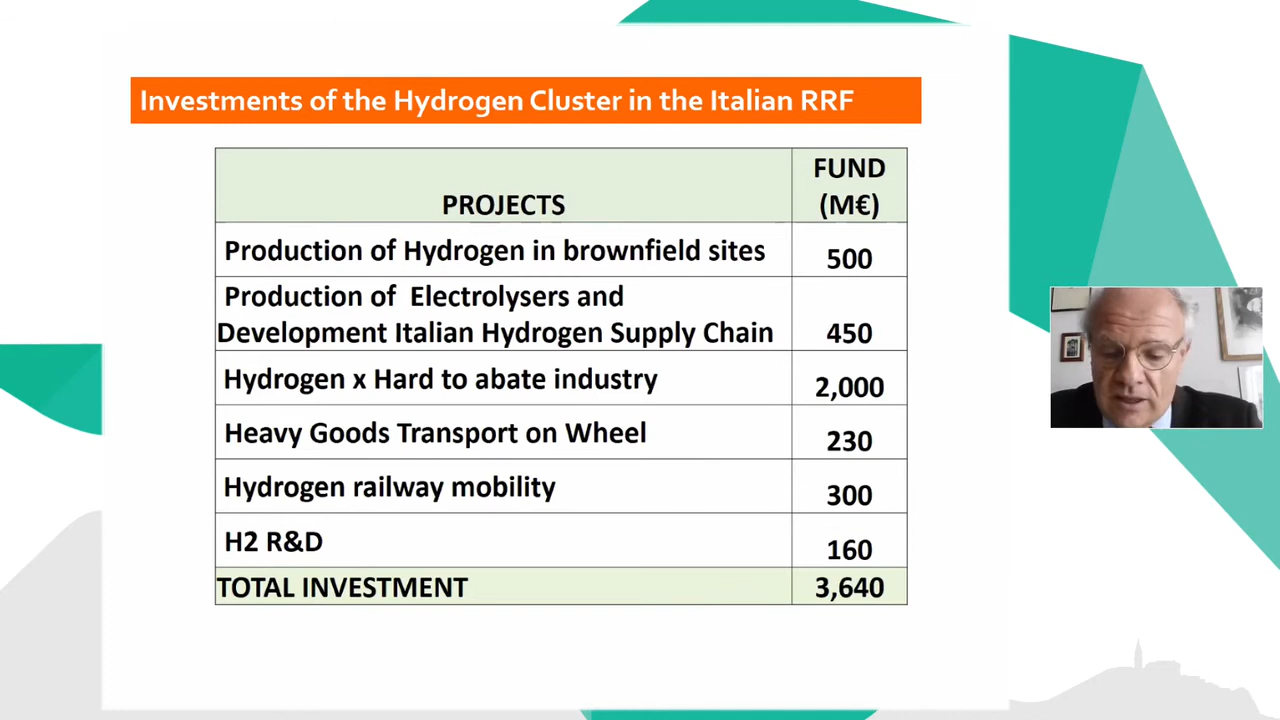 Investments of the Hydrogen Cluster in the Italian RRF
PROJECTS
FUND
(M€)
Production of Hydrogen in brownfield sites
500
Production of Electrolysers and
Development Italian Hydrogen Supply Chain
450
Hydrogen x Hard to abate industry
2,000
Heavy Goods Transport on Wheel
230
Hydrogen railway mobility
300
H2 R&D
160
TOTAL INVESTMENT
3,640